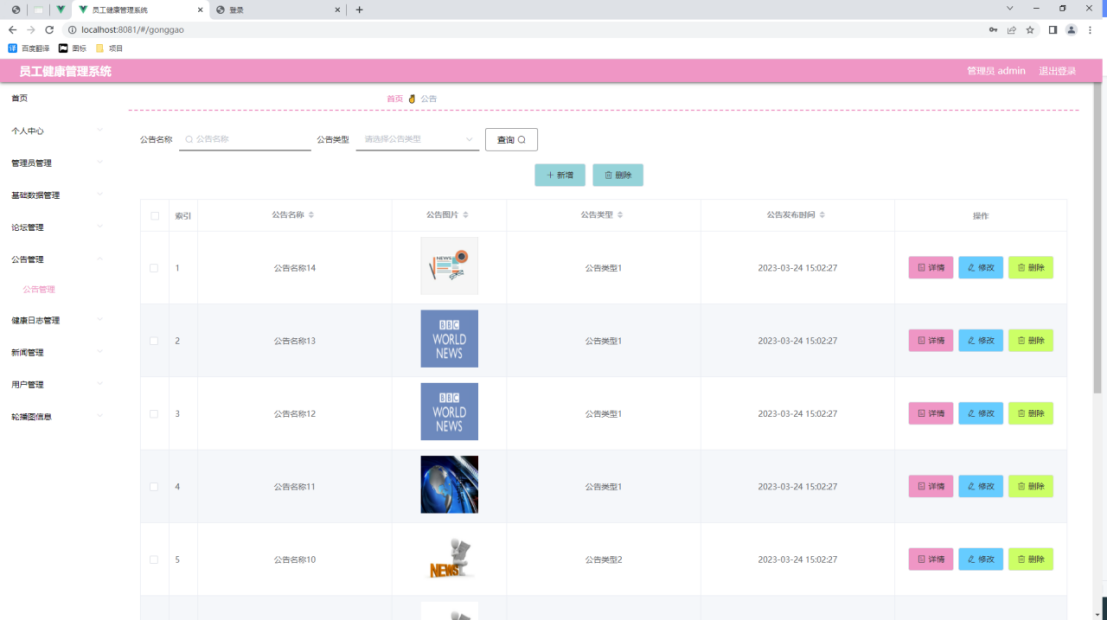 员工健康管理系统
登录
localhost:8081/#/gonggao
百度翻译 图标 项目
员工健康管理系统
管理员 admin 退出登录
首页
个人中心
管理员管理
基础数据管理
论坛管理
公告管理
公告管理
健康日志管理
新闻管理
用户管理
轮播图信息
首页 公告
公告名称 公告名称 公告类型 请选择公告类型 查询
+ 新增 删除
索引 公告名称 公告图片 公告类型 公告发布时间 操作
1 公告名称14 NEWS 公告类型1 2023-03-24 15:02:27 详情 修改 删除
2 公告名称13 BBC WORLD NEWS 公告类型1 2023-03-24 15:02:27 详情 修改 删除
3 公告名称12 BBC WORLD NEWS 公告类型1 2023-03-24 15:02:27 详情 修改 删除
4 公告名称11 公告类型1 2023-03-24 15:02:27 详情 修改 删除
5 公告名称10 NEWS 公告类型2 2023-03-24 15:02:27 详情 修改 删除